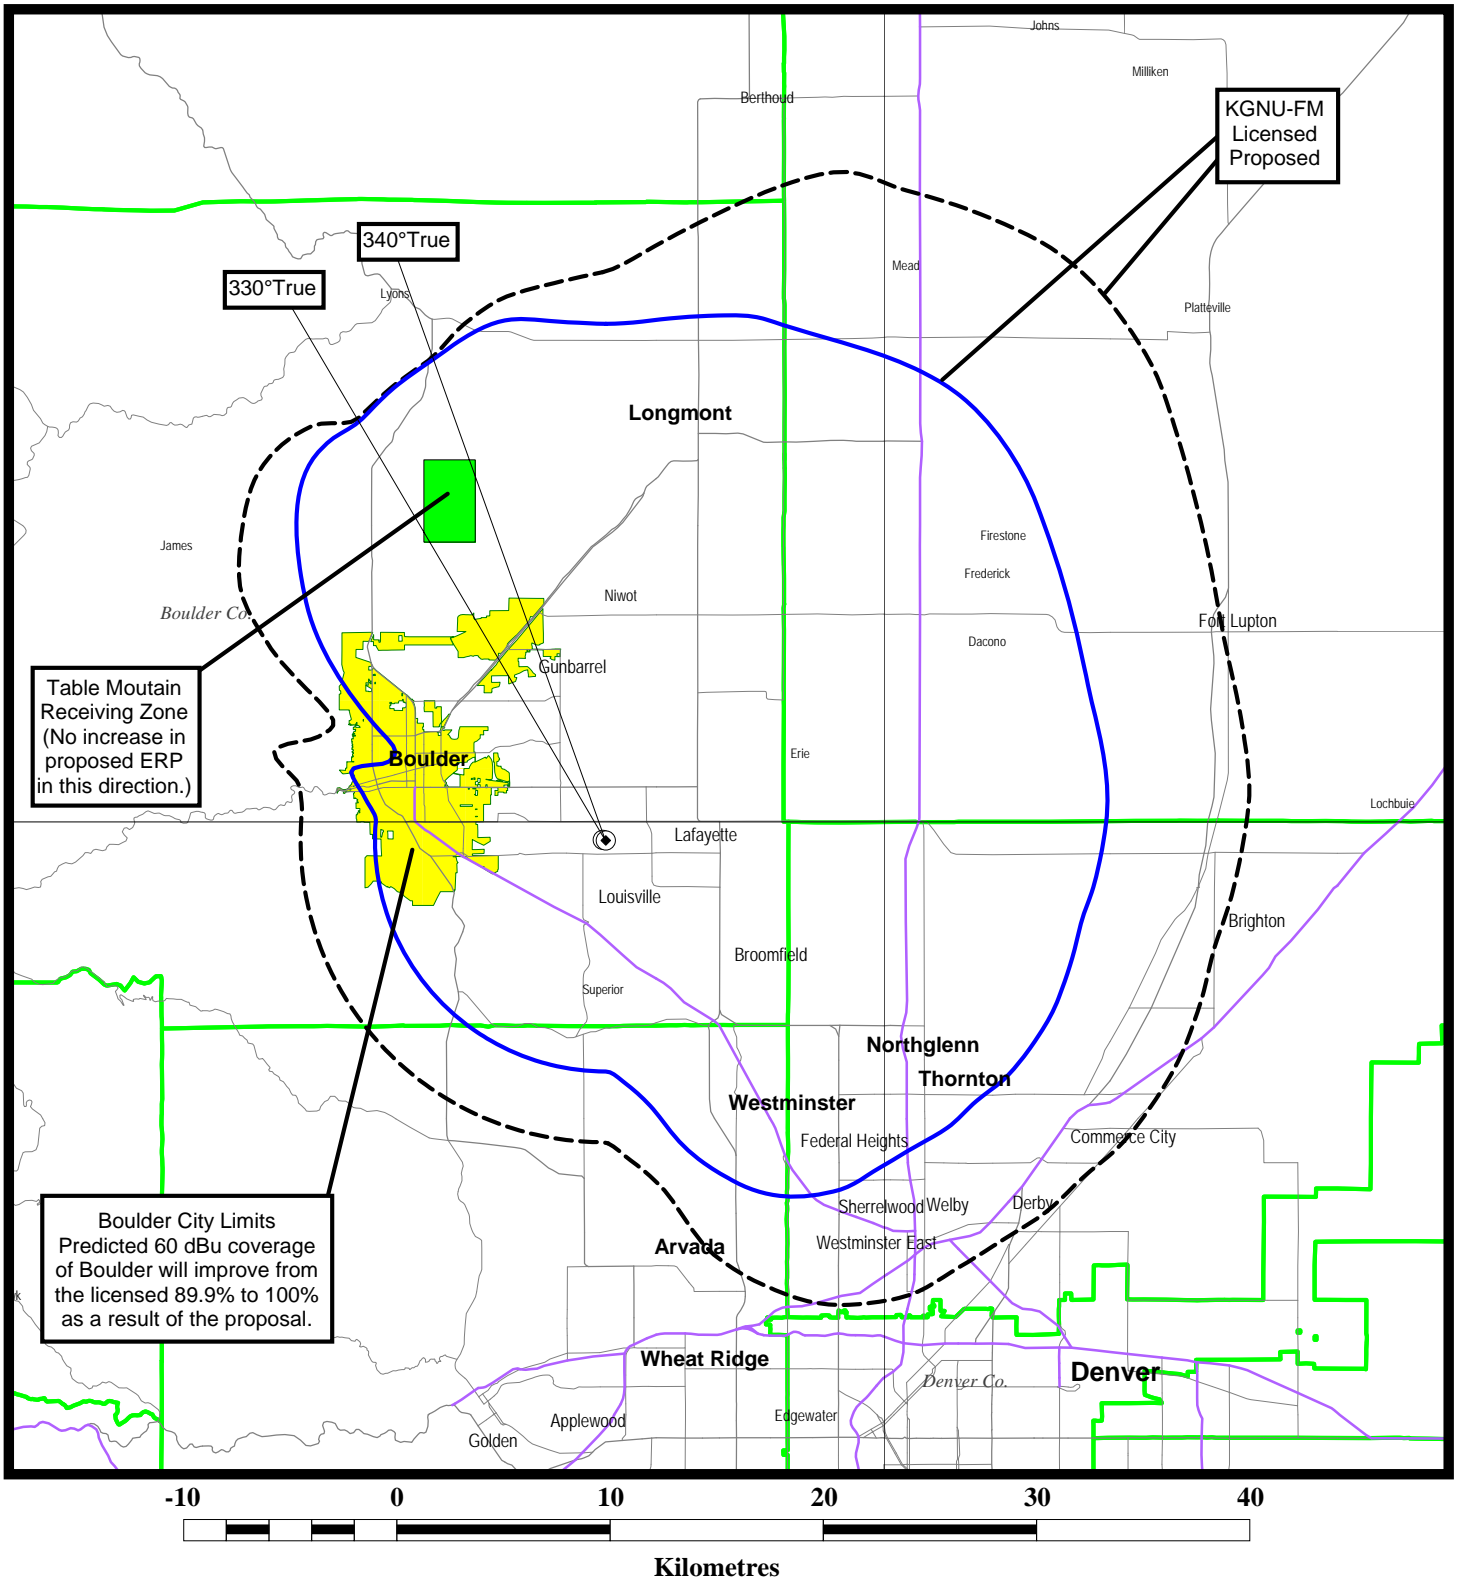 Johns
Milliken
Berthoud
KGNU-FM
Licensed
Proposed
340°True
330°True
Mead
Lyons
Platteville
Longmont
Firestone
James
Frederick
Niwot
Boulder Co.
Fort Lupton
Dacono
Gunbarrel
Table Moutain
Receiving Zone
(No increase in
proposed ERP
in this direction.)
Boulder
Erie
Lochbuie
Lafayette
Louisville
Brighton
Broomfield
Superior
Northglenn
Thornton
Westminster
Federal Heights
Commerce City
Sherrelwood
Welby
Derby
Boulder City Limits
Predicted 60 dBu coverage
of Boulder will improve from
the licensed 89.9% to 100%
as a result of the proposal.
Arvada
Westminster East
Wheat Ridge
Denver
Denver Co.
Applewood
Edgewater
Golden
-10 0 10 20 30 40
Kilometres